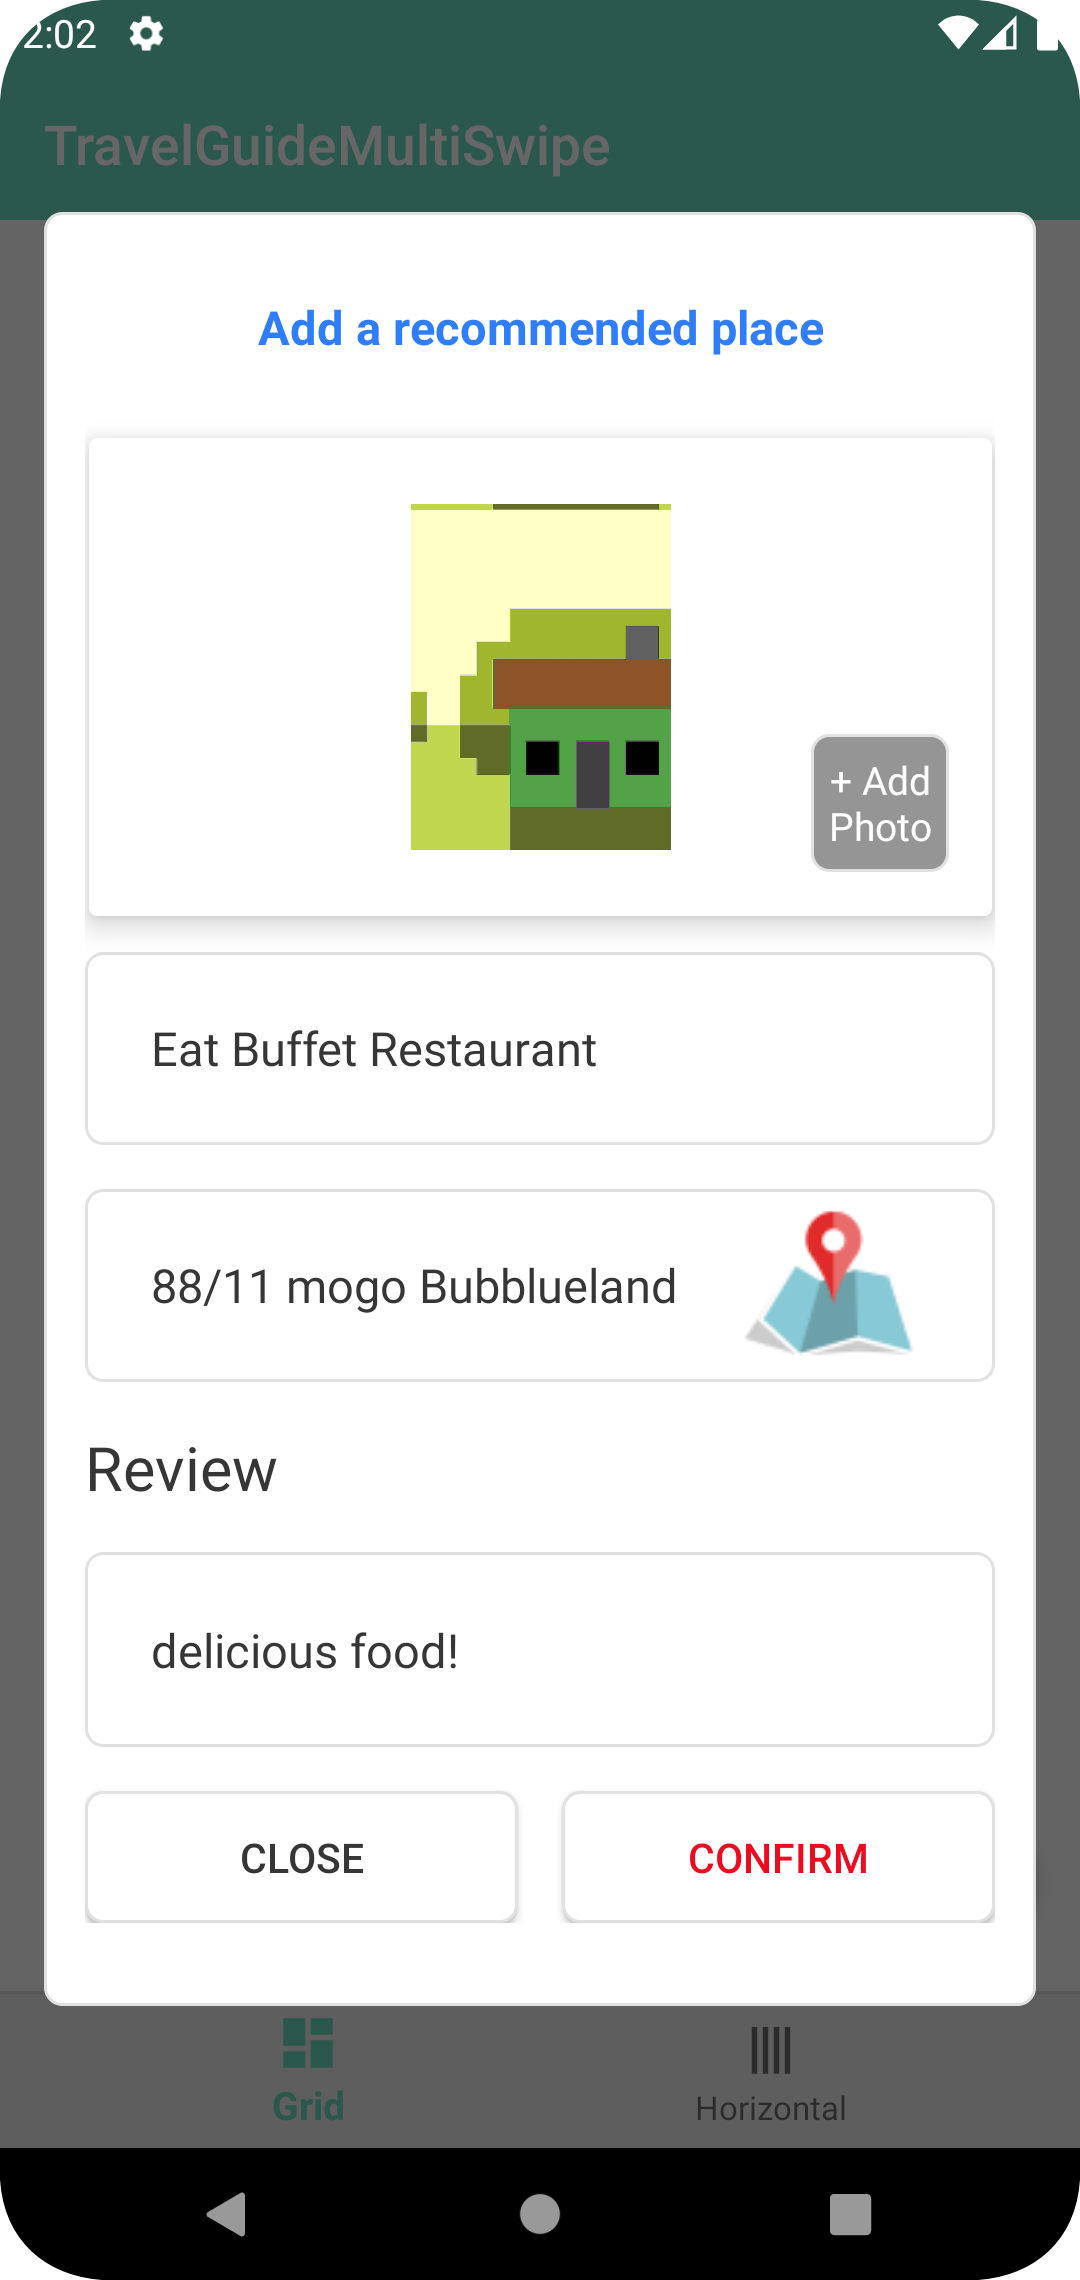 2:02
TravelGuideMultiSwipe
Add a recommended place
+ Add
Photo
Eat Buffet Restaurant
88/11 mogo Bubblueland
Review
delicious food!
CLOSE
CONFIRM
Grid
Horizontal